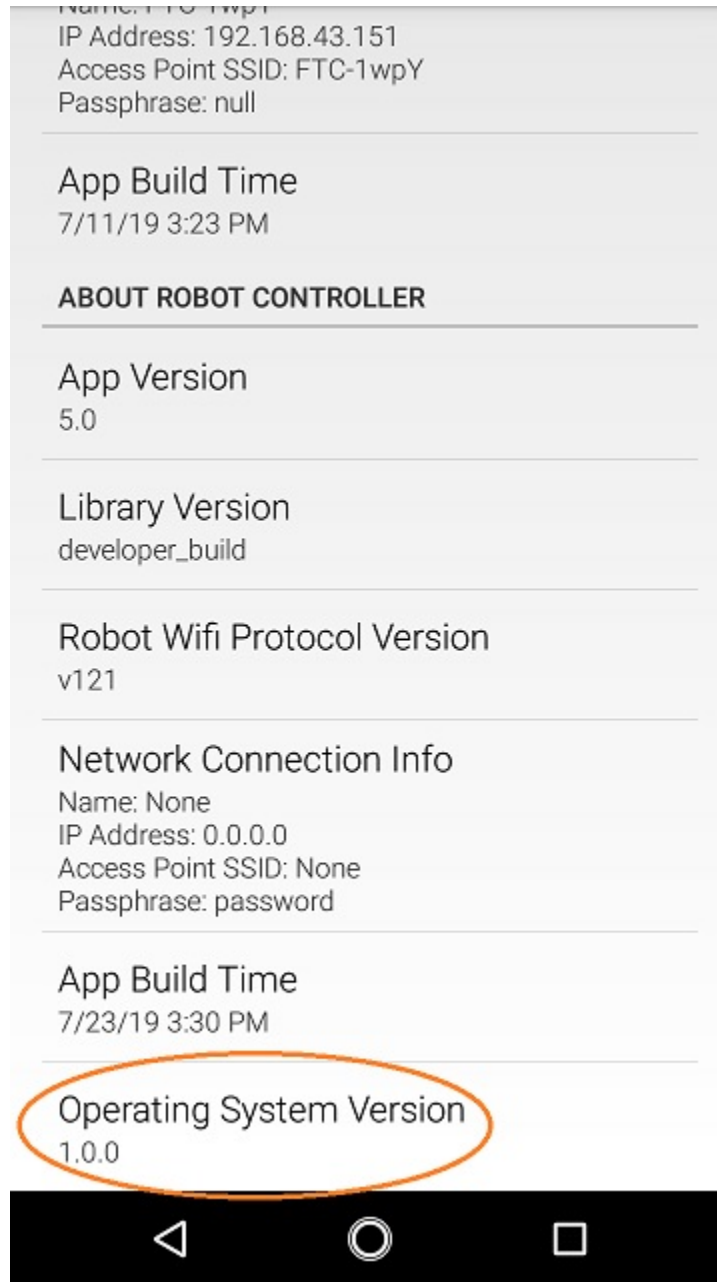 IP Address: 192.168.43.151
Access Point SSID: FTC-1wpY
Passphrase: null
App Build Time
7/11/19 3:23 PM
ABOUT ROBOT CONTROLLER
App Version
5.0
Library Version
developer_build
Robot Wifi Protocol Version
v121
Network Connection Info
Name: None
IP Address: 0.0.0.0
Access Point SSID: None
Passphrase: password
App Build Time
7/23/19 3:30 PM
Operating System Version
1.0.0